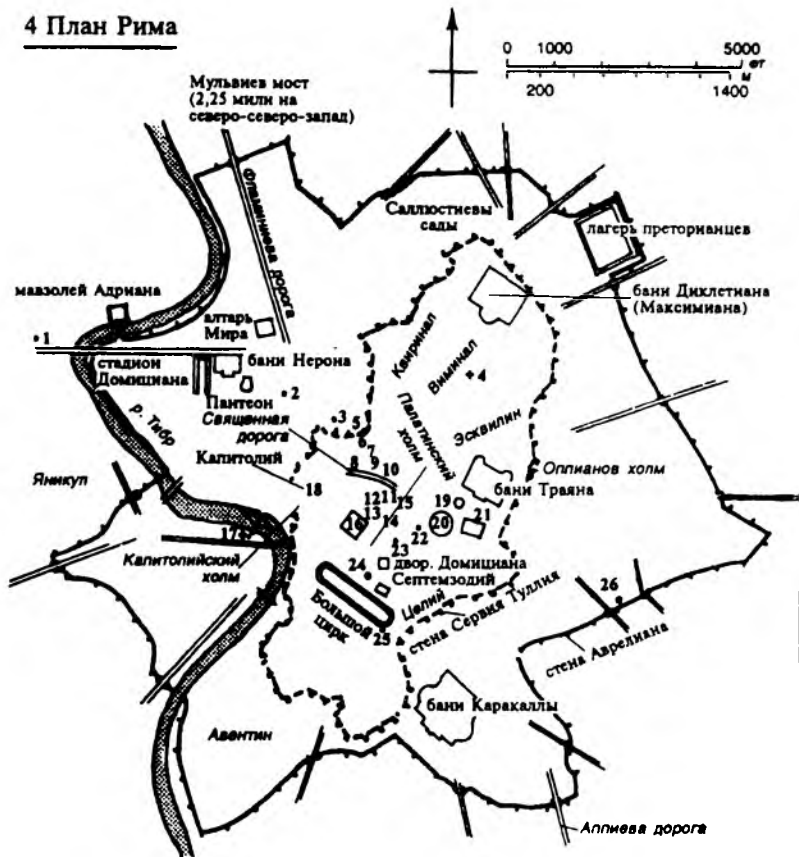 4 План Рима
0 1000 5000
фт
м
200 1400
Мульвиев мост
(2,25 мили на
северо-северо-запад)
Фламиниева дорога
Саллюстиевы
сады
лагерь преторианцев
мавзолей Адриана
алтарь
Мира
бани Диклетиана
(Максимиана)
1
стадион
Домициана
бани Нерона
Квиринал
Виминал
4
Пантеон
2
Священная
дорога
3
4
5
6
7
р. Тибр
Палатинский
холм
Эсквилин
Капитолий
8
9
10
Оппианов холм
Яникул
18
бани Траяна
11
12
13
14
15
16
19
20
21
22
17
Капитолийский
холм
23
24
двор. Домициана
Септемзодий
Большой
цирк
25
Целий
стена Сервия Туллия
26
стена Аврелиана
бани Каракаллы
Авентин
Аппиева дорога